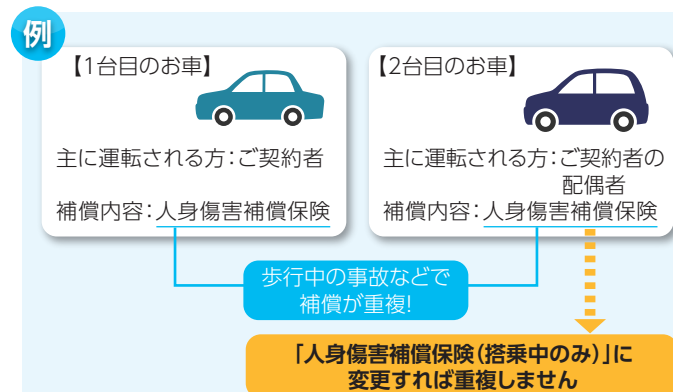 例
【1台目のお車】
主に運転される方：ご契約者
補償内容：人身傷害補償保険
【2台目のお車】
主に運転される方：ご契約者の
配偶者
補償内容：人身傷害補償保険
歩行中の事故などで
補償が重複!
「人身傷害補償保険（搭乗中のみ）」に
変更すれば重複しません